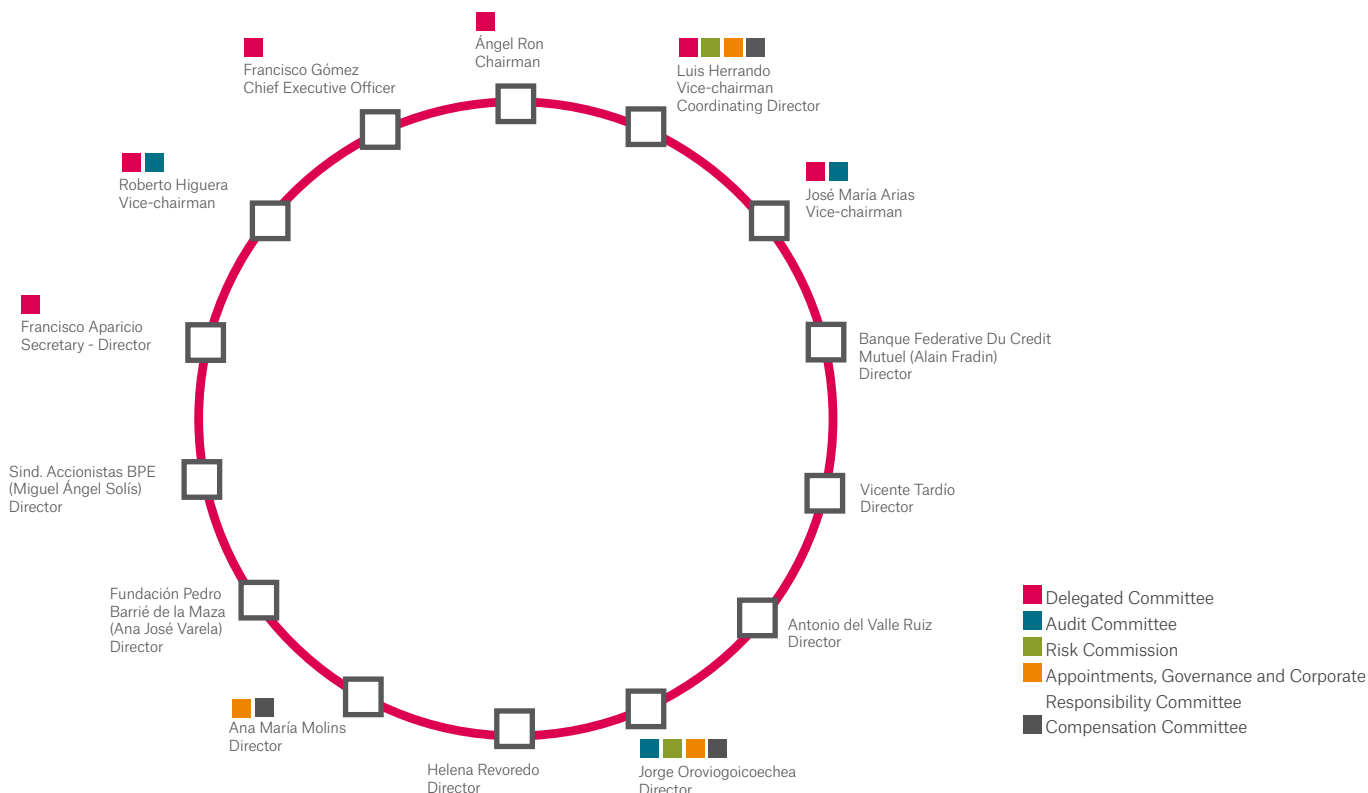 Ángel Ron
Chairman
Francisco Gómez
Chief Executive Officer
Luis Herrando
Vice-chairman
Coordinating Director
Roberto Higuera
Vice-chairman
José María Arias
Vice-chairman
Francisco Aparicio
Secretary - Director
Banque Federative Du Credit
Mutuel (Alain Fradin)
Director
Sind. Accionistas BPE
(Miguel Ángel Solís)
Director
Vicente Tardío
Director
Fundación Pedro
Barrié de la Maza
(Ana José Varela)
Director
Antonio del Valle Ruiz
Director
Ana María Molins
Director
Helena Revoredo
Director
Jorge Oroviogoicoechea
Director
Delegated Committee
Audit Committee
Risk Commission
Appointments, Governance and Corporate
Responsibility Committee
Compensation Committee